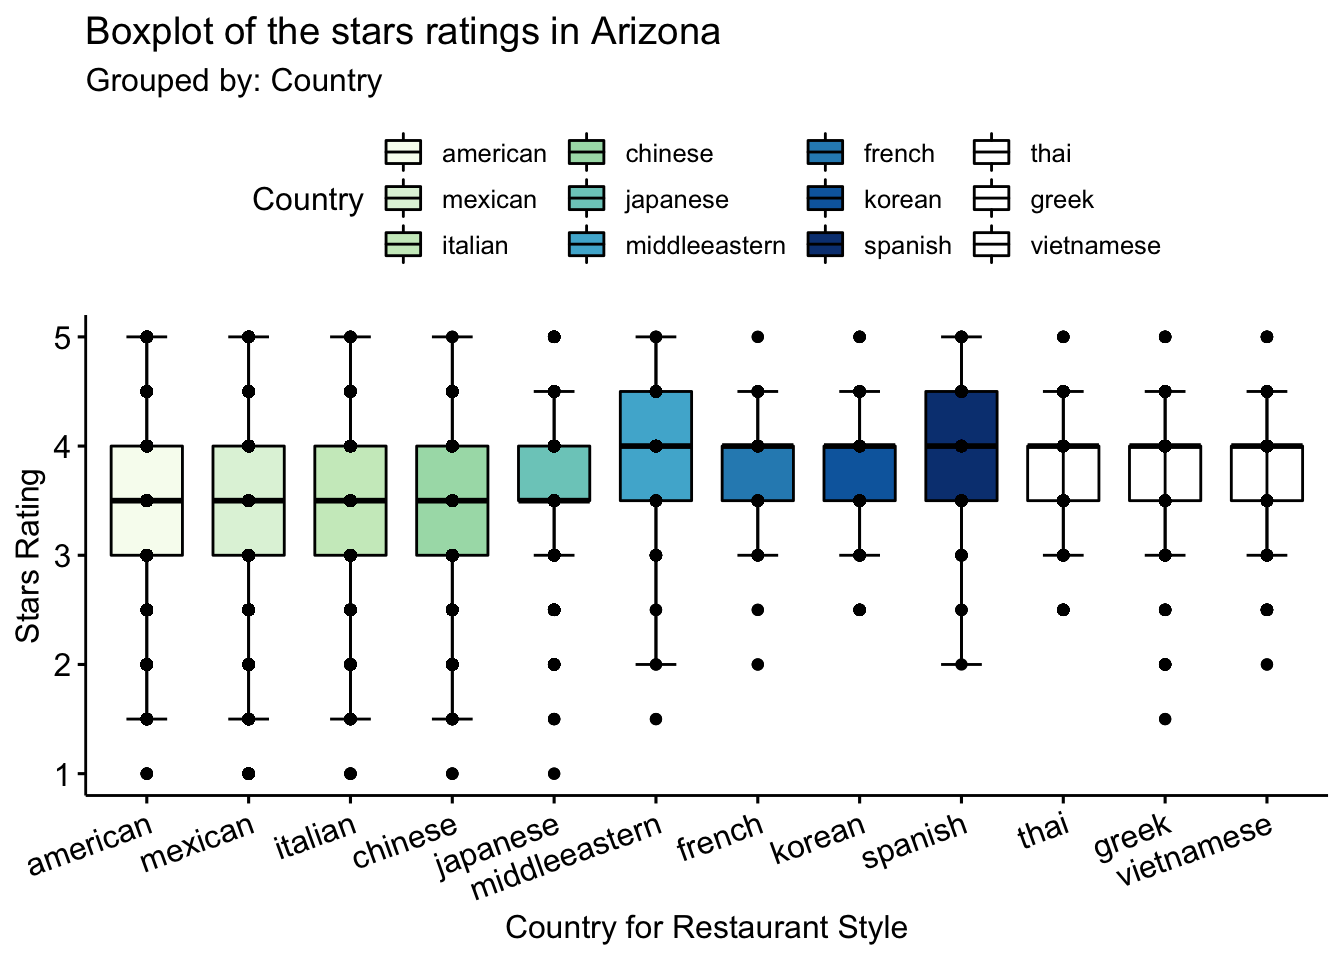 Boxplot of the stars ratings in Arizona
Grouped by: Country
Country
american
mexican
italian
chinese
japanese
middleeastern
french
korean
spanish
thai
greek
vietnamese
Stars Rating
5
4
3
2
1
american
mexican
italian
chinese
japanese
middleeastern
french
korean
spanish
thai
greek
vietnamese
Country for Restaurant Style